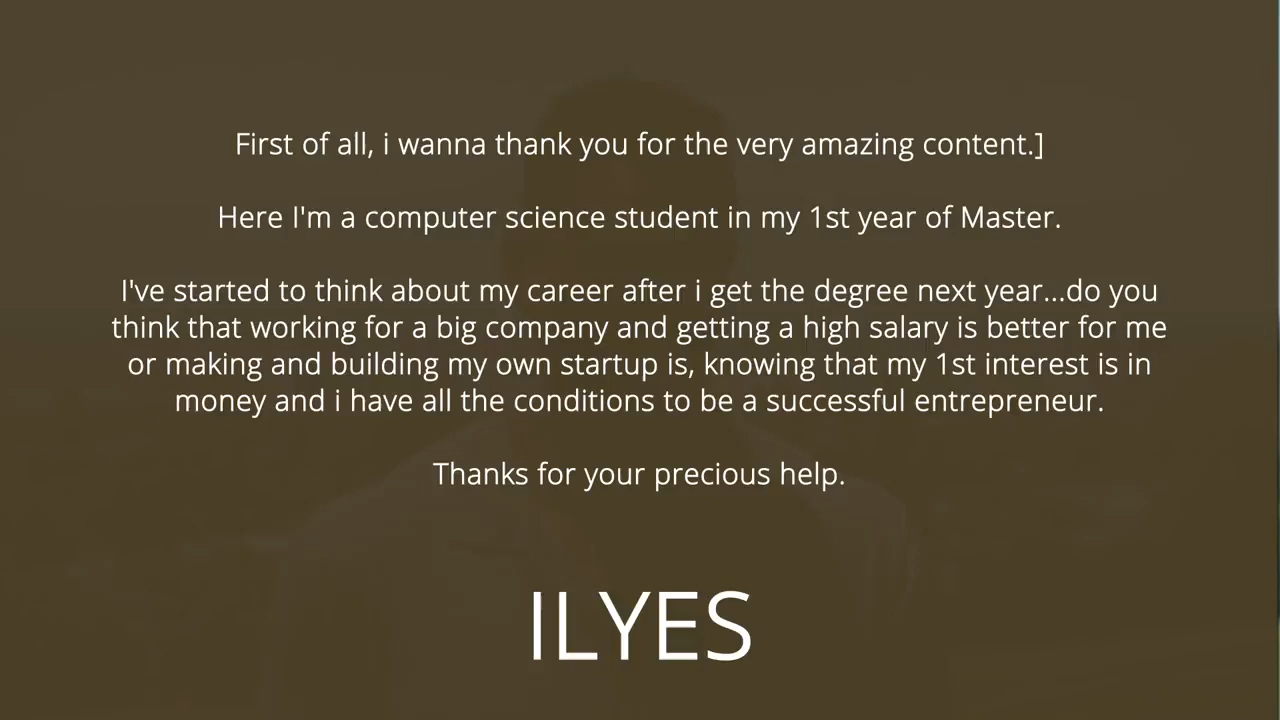 First of all, i wanna thank you for the very amazing content.]
Here I'm a computer science student in my 1st year of Master.
I've started to think about my career after i get the degree next year...do you
think that working for a big company and getting a high salary is better for me
or making and building my own startup is, knowing that my 1st interest is in
money and i have all the conditions to be a successful entrepreneur.
Thanks for your precious help.
ILYES